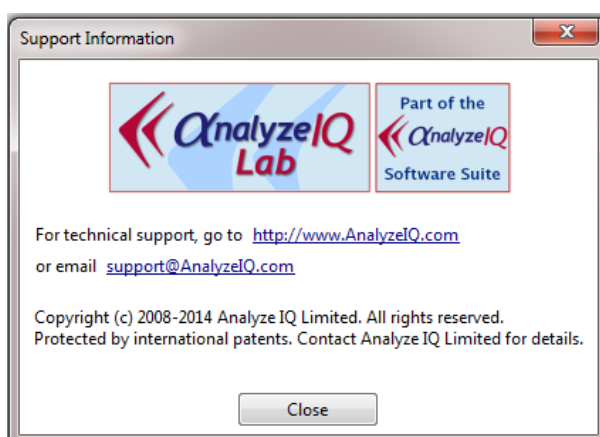 Support Information
αnalyzeIQ
Lab
Part of the
αnalyzeIQ
Software Suite
For technical support, go to http://www.AnalyzeIQ.com
or email support@AnalyzeIQ.com
Copyright (c) 2008-2014 Analyze IQ Limited. All rights reserved.
Protected by international patents. Contact Analyze IQ Limited for details.
Close